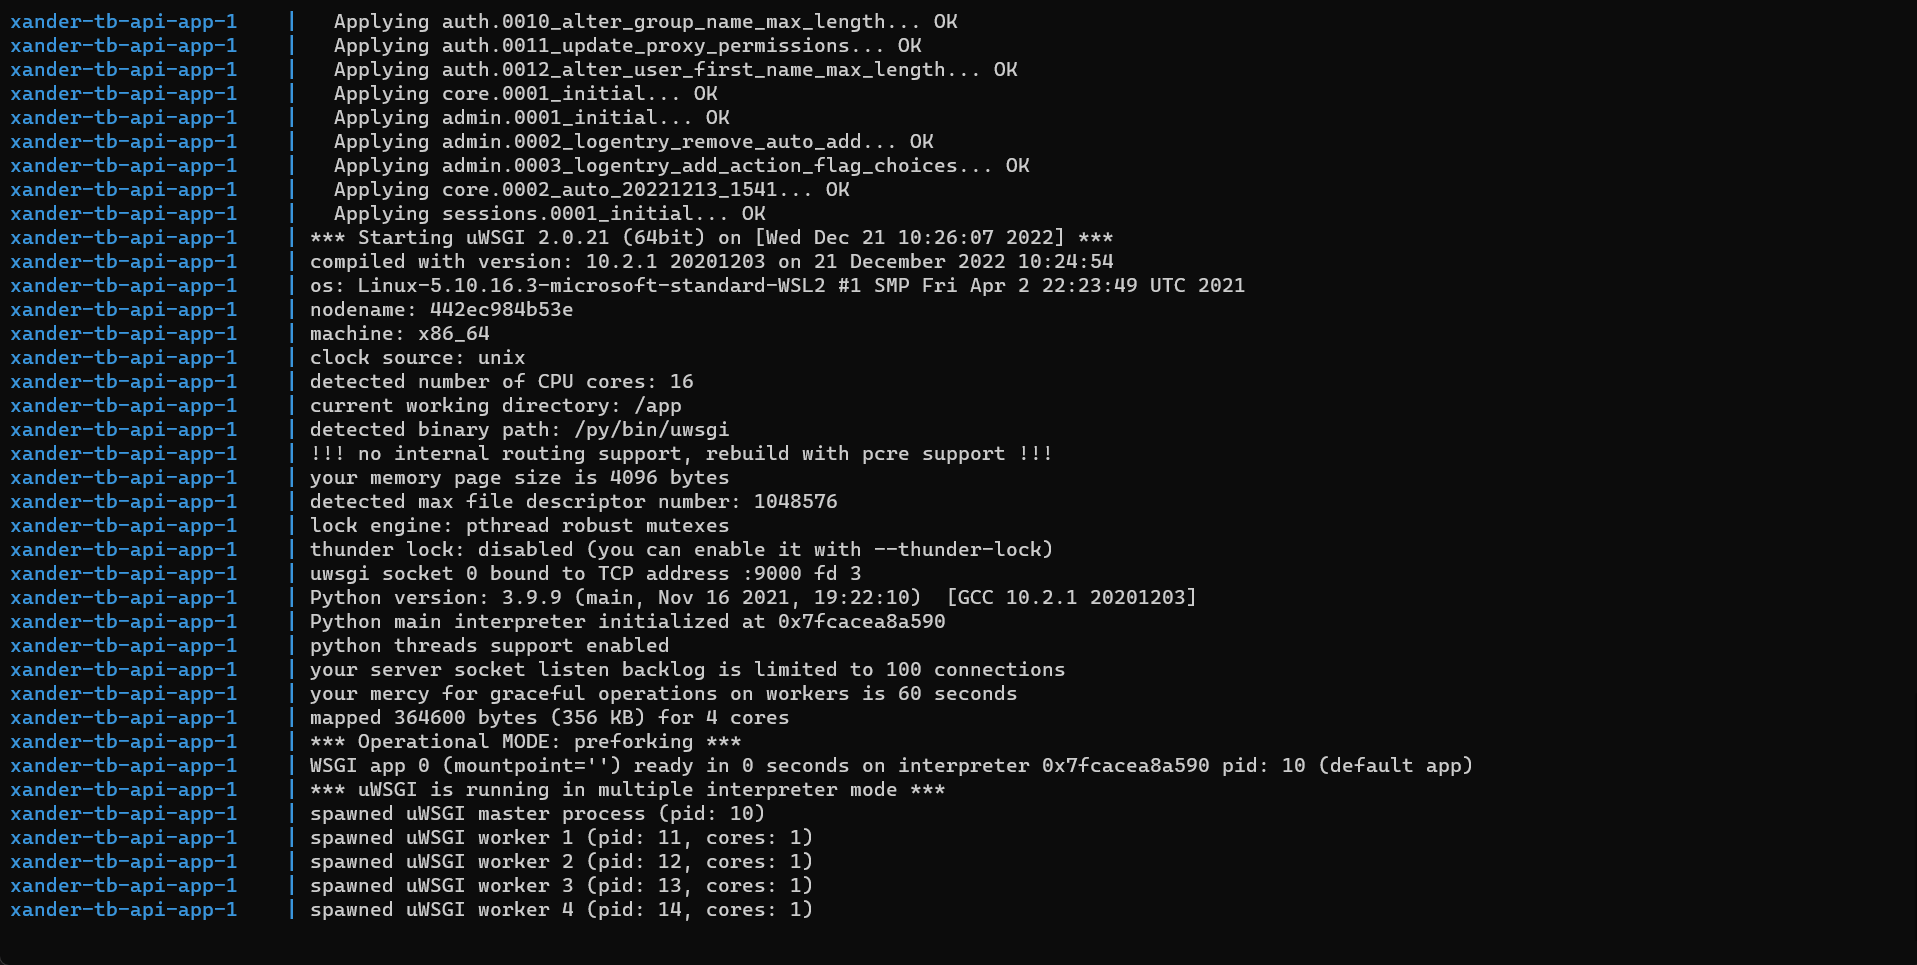 xander-tb-api-app-1     |   Applying auth.0010_alter_group_name_max_length... OK
xander-tb-api-app-1     |   Applying auth.0011_update_proxy_permissions... OK
xander-tb-api-app-1     |   Applying auth.0012_alter_user_first_name_max_length... OK
xander-tb-api-app-1     |   Applying core.0001_initial... OK
xander-tb-api-app-1     |   Applying admin.0001_initial... OK
xander-tb-api-app-1     |   Applying admin.0002_logentry_remove_auto_add... OK
xander-tb-api-app-1     |   Applying admin.0003_logentry_add_action_flag_choices... OK
xander-tb-api-app-1     |   Applying core.0002_auto_20221213_1541... OK
xander-tb-api-app-1     |   Applying sessions.0001_initial... OK
xander-tb-api-app-1     | *** Starting uWSGI 2.0.21 (64bit) on [Wed Dec 21 10:26:07 2022] ***
xander-tb-api-app-1     | compiled with version: 10.2.1 20201203 on 21 December 2022 10:24:54
xander-tb-api-app-1     | os: Linux-5.10.16.3-microsoft-standard-WSL2 #1 SMP Fri Apr 2 22:23:49 UTC 2021
xander-tb-api-app-1     | nodename: 442ec984b53e
xander-tb-api-app-1     | machine: x86_64
xander-tb-api-app-1     | clock source: unix
xander-tb-api-app-1     | detected number of CPU cores: 16
xander-tb-api-app-1     | current working directory: /app
xander-tb-api-app-1     | detected binary path: /py/bin/uwsgi
xander-tb-api-app-1     | !!! no internal routing support, rebuild with pcre support !!!
xander-tb-api-app-1     | your memory page size is 4096 bytes
xander-tb-api-app-1     | detected max file descriptor number: 1048576
xander-tb-api-app-1     | lock engine: pthread robust mutexes
xander-tb-api-app-1     | thunder lock: disabled (you can enable it with --thunder-lock)
xander-tb-api-app-1     | uwsgi socket 0 bound to TCP address :9000 fd 3
xander-tb-api-app-1     | Python version: 3.9.9 (main, Nov 16 2021, 19:22:10)  [GCC 10.2.1 20201203]
xander-tb-api-app-1     | Python main interpreter initialized at 0x7fcacea8a590
xander-tb-api-app-1     | python threads support enabled
xander-tb-api-app-1     | your server socket listen backlog is limited to 100 connections
xander-tb-api-app-1     | your mercy for graceful operations on workers is 60 seconds
xander-tb-api-app-1     | mapped 364600 bytes (356 KB) for 4 cores
xander-tb-api-app-1     | *** Operational MODE: preforking ***
xander-tb-api-app-1     | WSGI app 0 (mountpoint='') ready in 0 seconds on interpreter 0x7fcacea8a590 pid: 10 (default app)
xander-tb-api-app-1     | *** uWSGI is running in multiple interpreter mode ***
xander-tb-api-app-1     | spawned uWSGI master process (pid: 10)
xander-tb-api-app-1     | spawned uWSGI worker 1 (pid: 11, cores: 1)
xander-tb-api-app-1     | spawned uWSGI worker 2 (pid: 12, cores: 1)
xander-tb-api-app-1     | spawned uWSGI worker 3 (pid: 13, cores: 1)
xander-tb-api-app-1     | spawned uWSGI worker 4 (pid: 14, cores: 1)